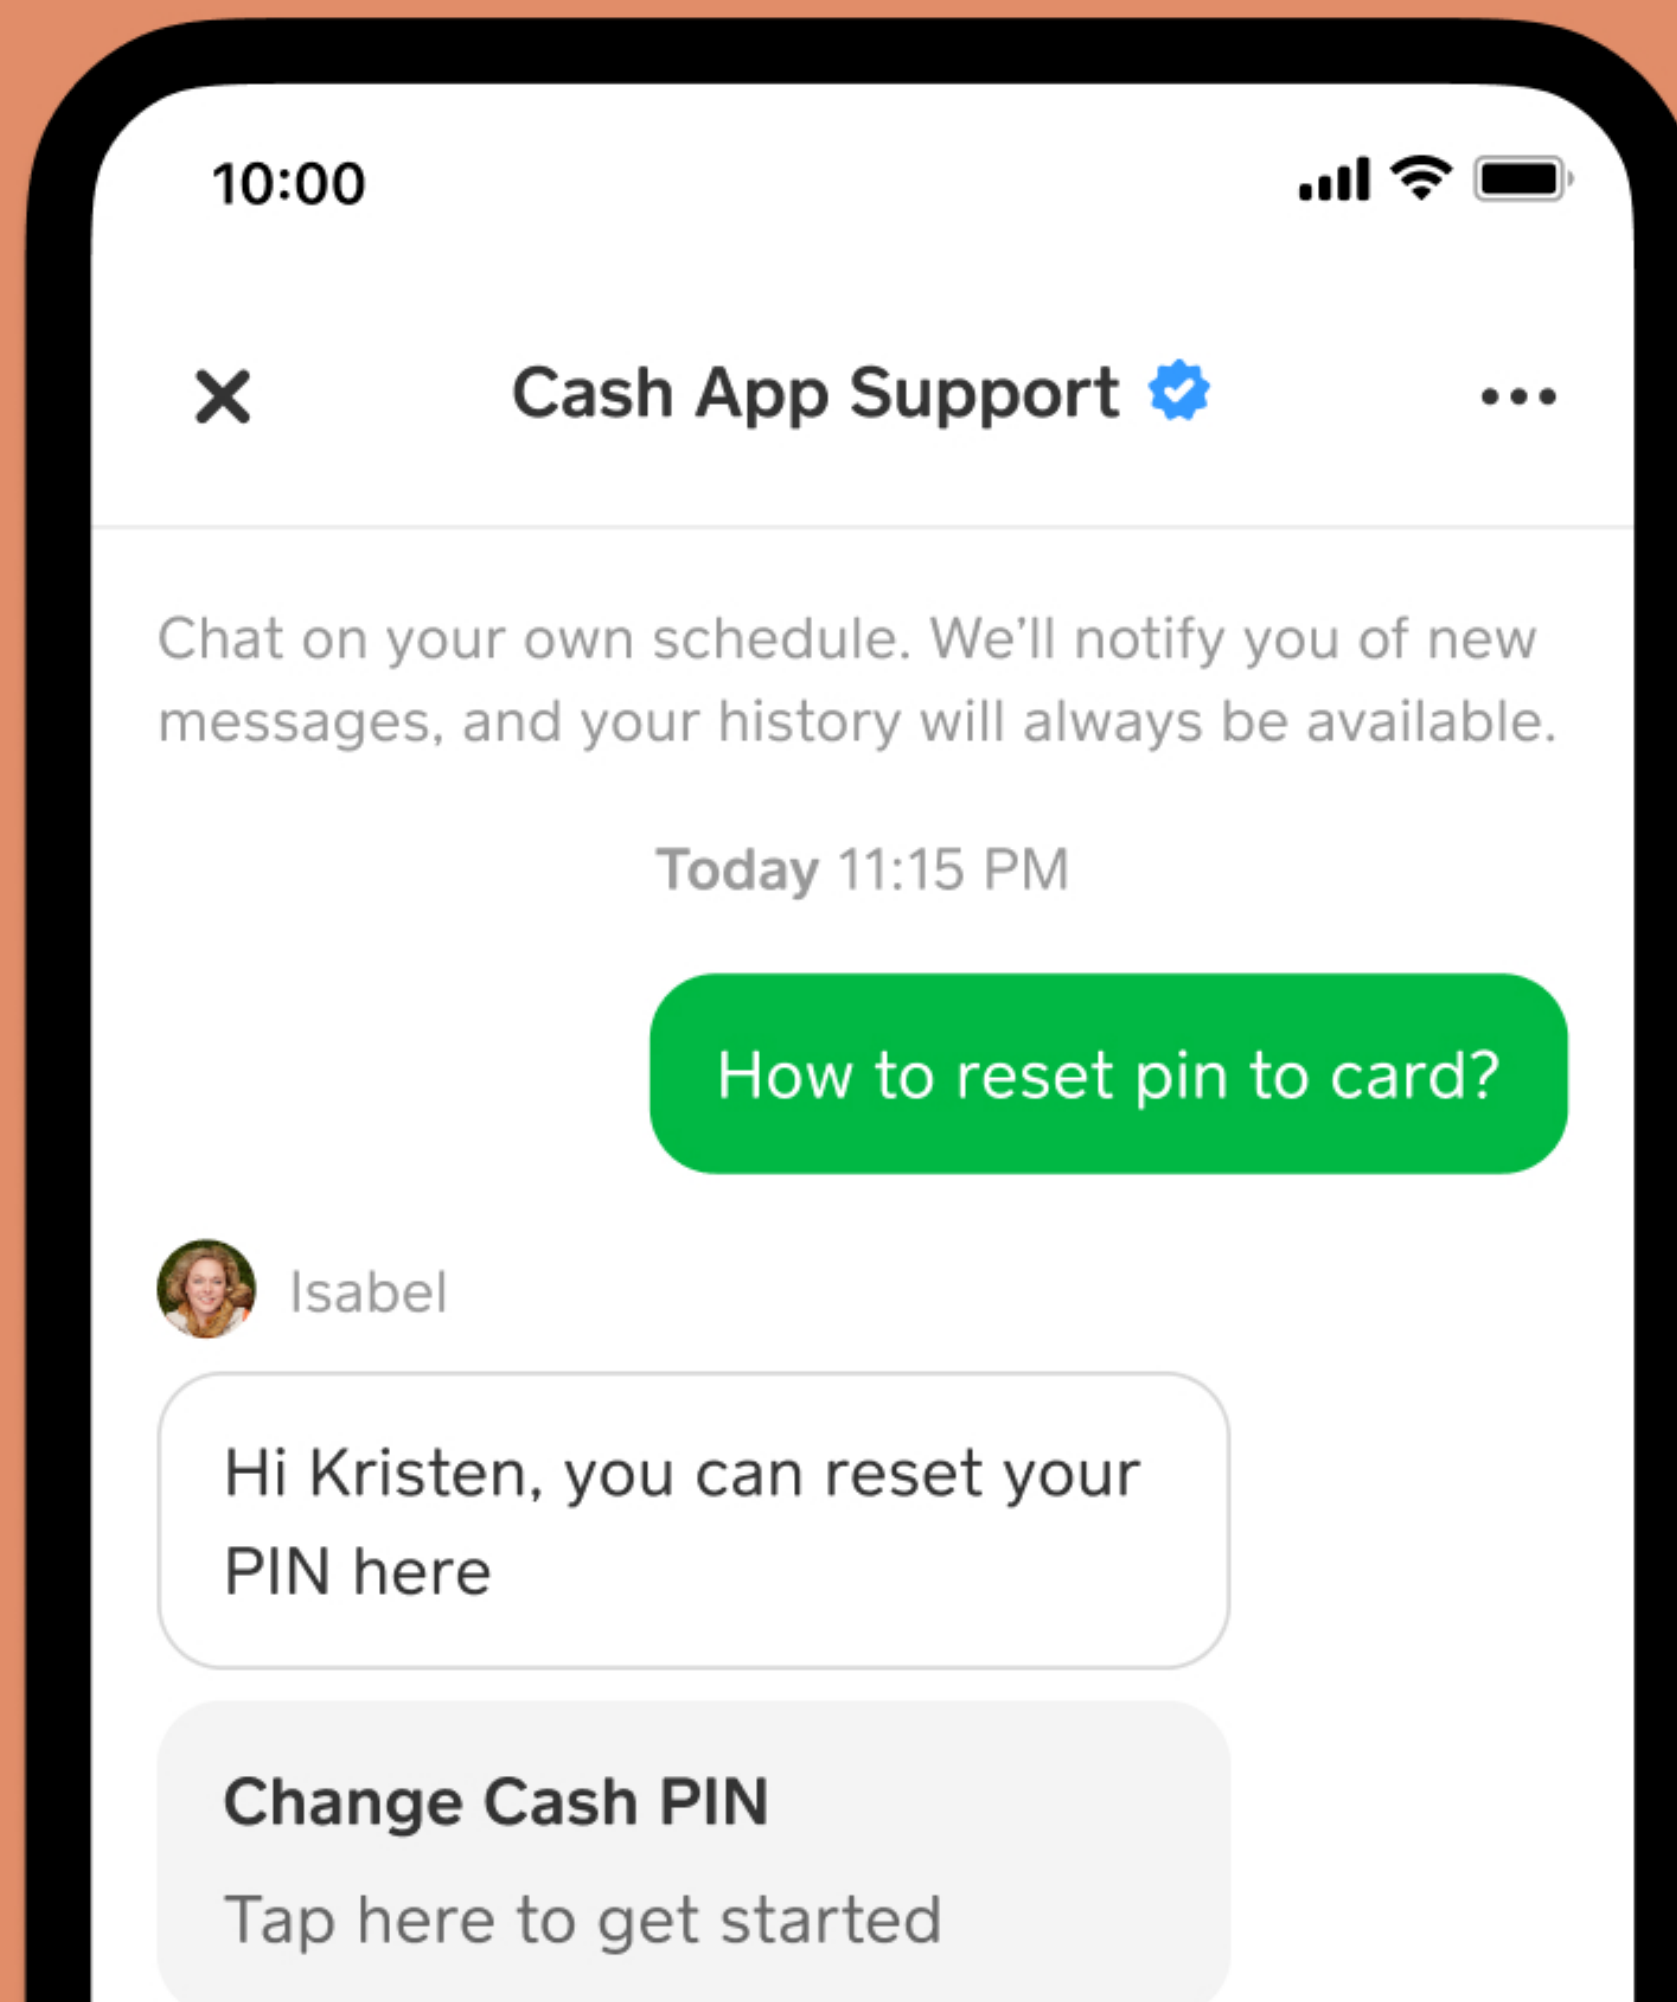 10:00
Cash App Support
Chat on your own schedule. We’ll notify you of new
messages, and your history will always be available.
Today 11:15 PM
How to reset pin to card?
Isabel
Hi Kristen, you can reset your
PIN here
Change Cash PIN
Tap here to get started